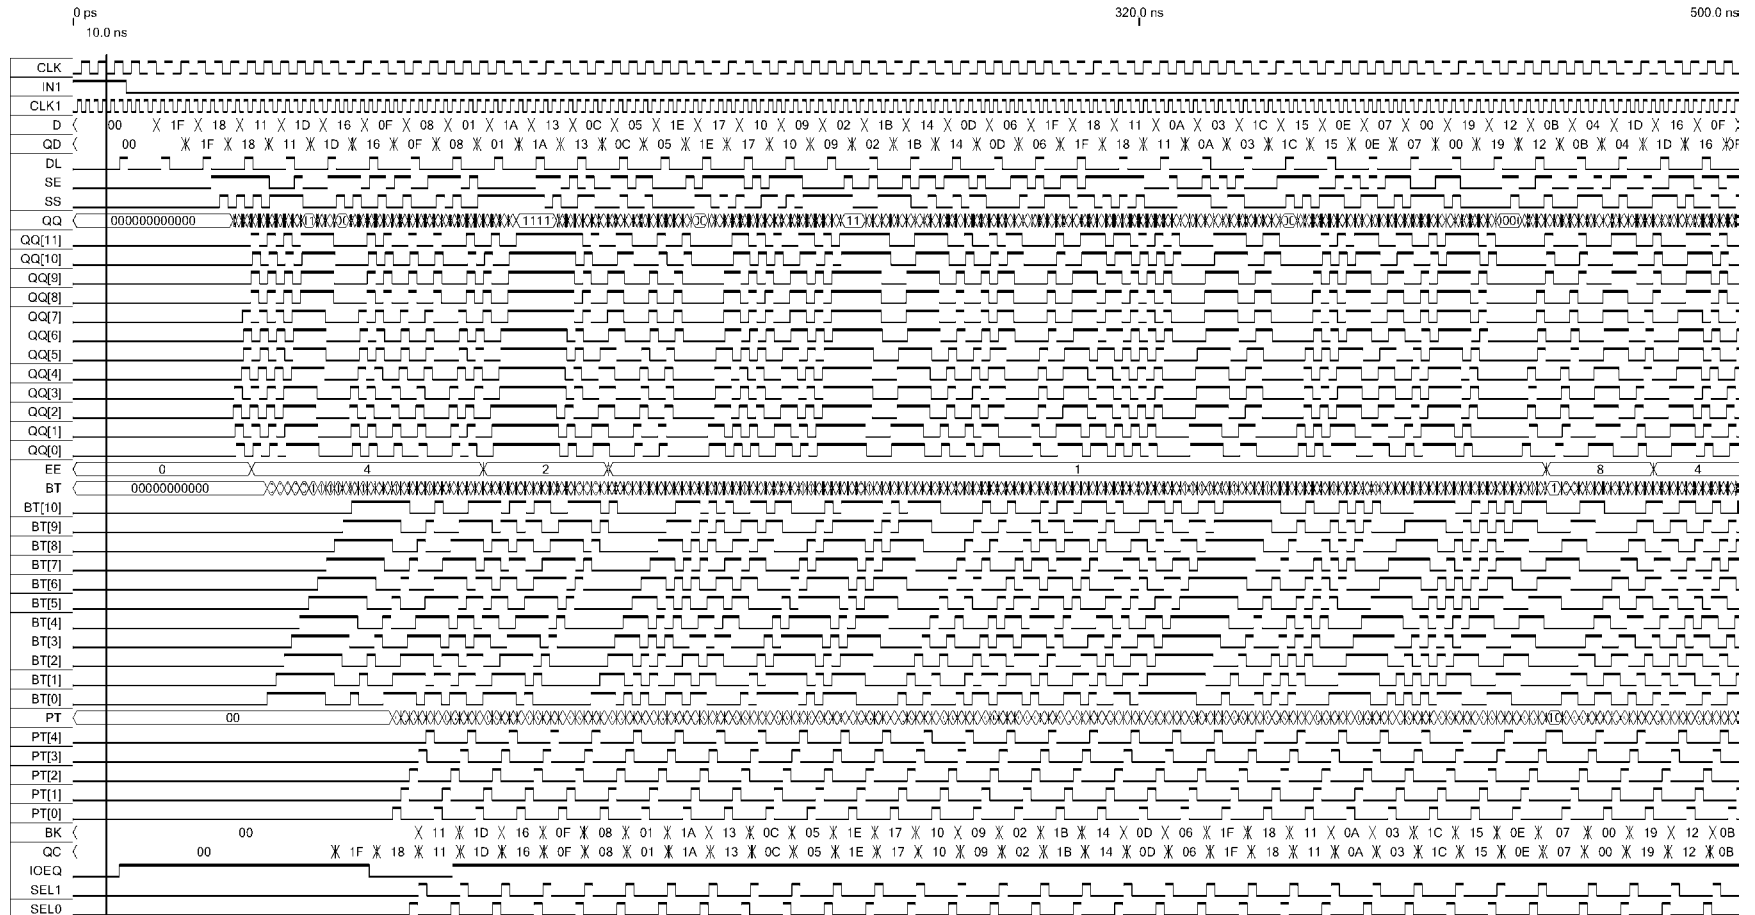 0 ps 320.0 ns 500.0 ns
10.0 ns
CLK
IN1
CLK1
D 00 1F 18 11 1D 16 0F 08 01 1A 13 0C 05 1E 17 10 09 02 1B 14 0D 06 1F 18 11 0A 03 1C 15 0E 07 00 19 12 0B 04 1D 16 0F
QD 00 1F 18 11 1D 16 0F 08 01 1A 13 0C 05 1E 17 10 09 02 1B 14 0D 06 1F 18 11 0A 03 1C 15 0E 07 00 19 12 0B 04 1D 16
DL
SE
SS
QQ 000000000000 1111
QQ[11]
QQ[10]
QQ[9]
QQ[8]
QQ[7]
QQ[6]
QQ[5]
QQ[4]
QQ[3]
QQ[2]
QQ[1]
QQ[0]
EE 0 4 2 1 8 4
BT 00000000000
BT[10]
BT[9]
BT[8]
BT[7]
BT[6]
BT[5]
BT[4]
BT[3]
BT[2]
BT[1]
BT[0]
PT 00
PT[4]
PT[3]
PT[2]
PT[1]
PT[0]
BK 00 11 1D 16 0F 08 01 1A 13 0C 05 1E 17 10 09 02 1B 14 0D 06 1F 18 11 0A 03 1C 15 0E 07 00 19 12 0B
QC 00 1F 18 11 1D 16 0F 08 01 1A 13 0C 05 1E 17 10 09 02 1B 14 0D 06 1F 18 11 0A 03 1C 15 0E 07 00 19 12 0B
IOEQ
SEL1
SEL0